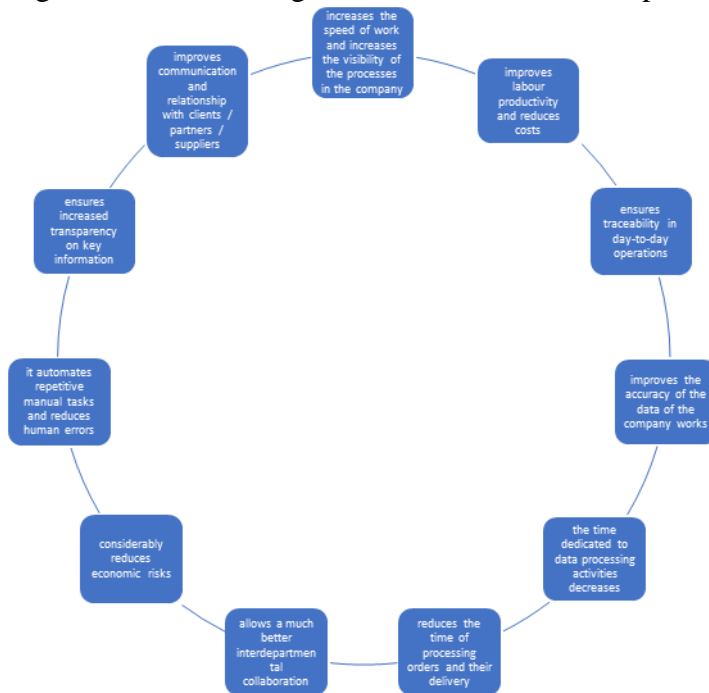 increases the
speed of work
and increases
the visibility of
the processes
in the company
improves
labour
productivity
and reduces
costs
ensures
traceability in
day-to-day
operations
improves the
accuracy of the
data of the
company works
the time
dedicated to
data processing
activities
decreases
reduces the
time of
processing
orders and their
delivery
allows a much
better
interdepartmen
tal
collaboration
considerably
reduces
economic risks
it automates
repetitive
manual tasks
and reduces
human errors
ensures
increased
transparency
on key
information
improves
communication
and
relationship
with clients /
partners /
suppliers